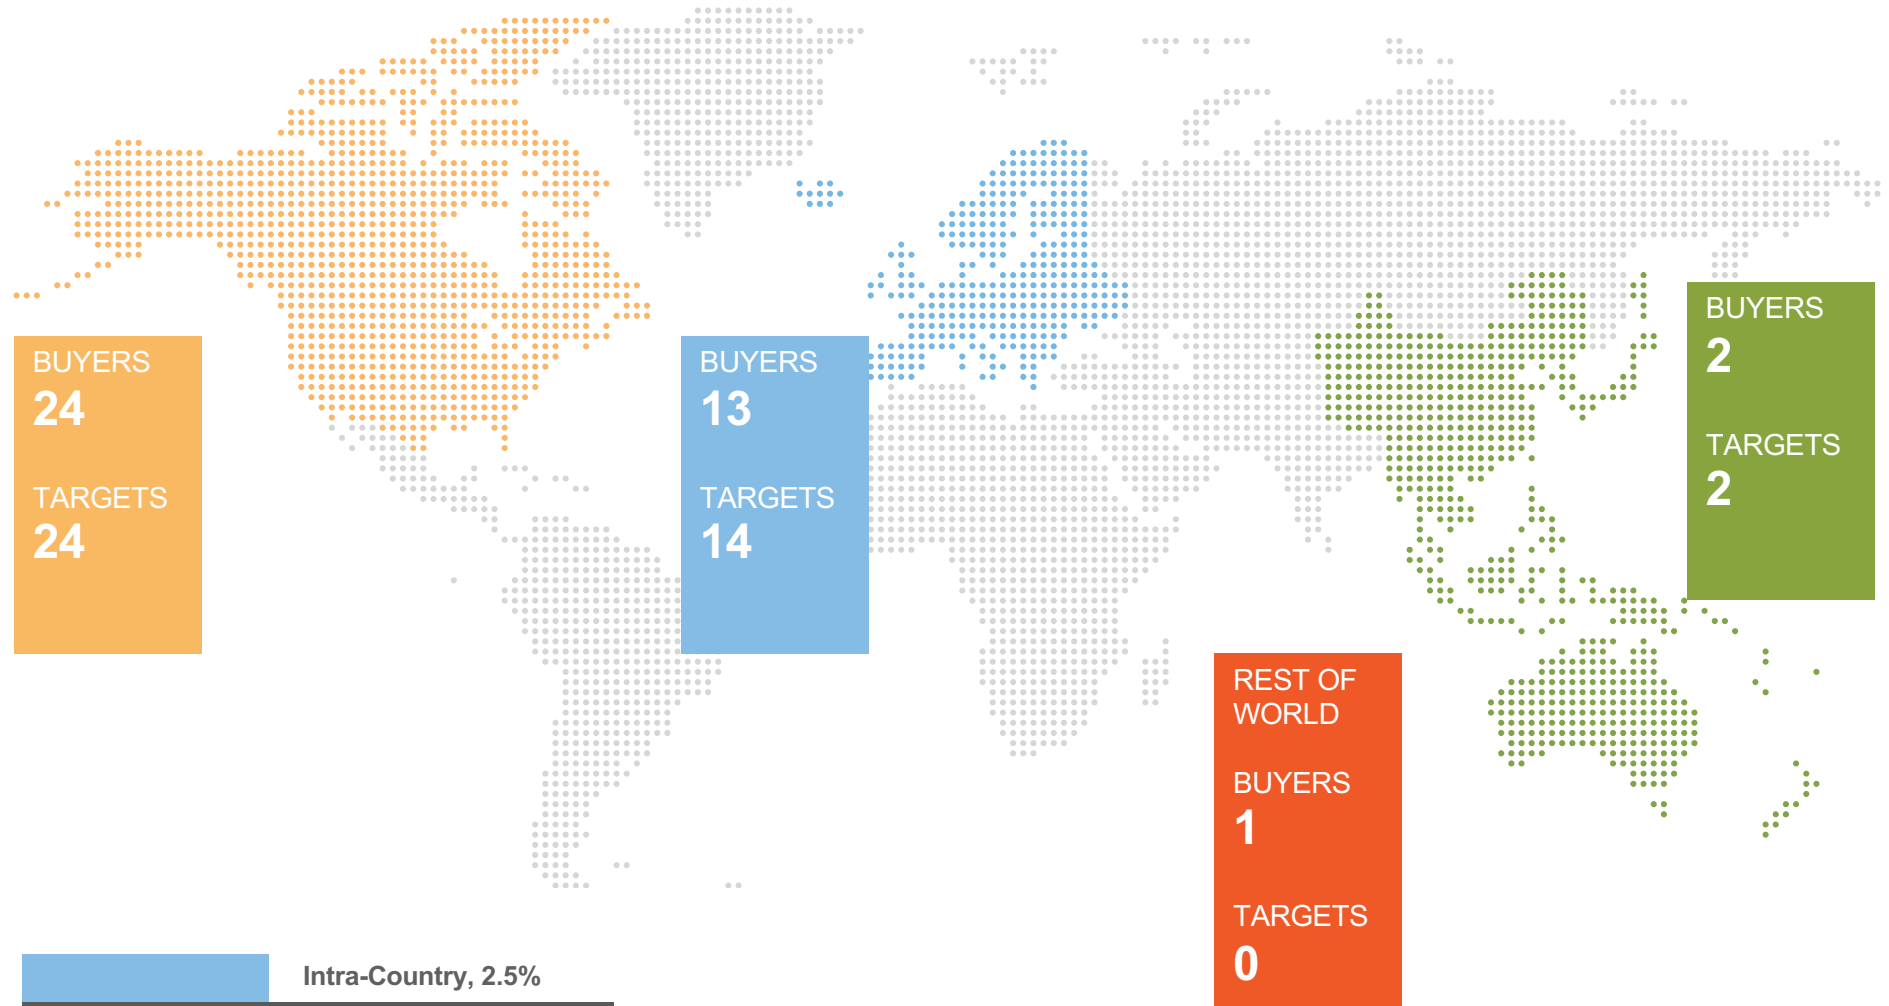 BUYERS
24
TARGETS
24
BUYERS
13
TARGETS
14
BUYERS
2
TARGETS
2
REST OF
WORLD
BUYERS
1
TARGETS
0
Intra-Country, 2.5%